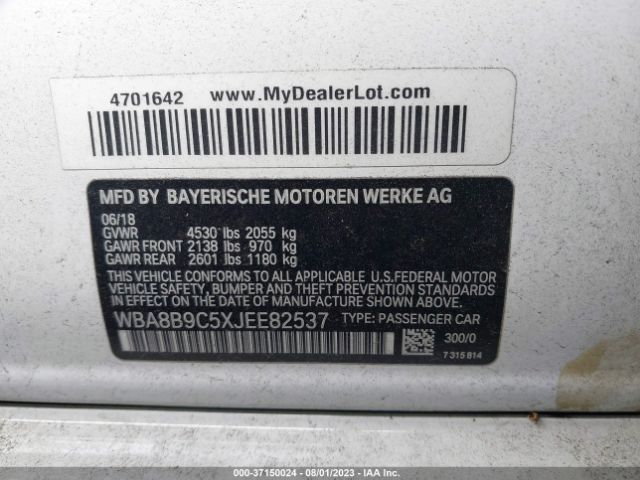 4701642 www.MyDealerLot.com
MFD BY BAYERISCHE MOTOREN WERKE AG
06/18
GVWR 4530 lbs 2055 kg
GAWR FRONT 2138 lbs 970 kg
GAWR REAR 2601 lbs 1180 kg
THIS VEHICLE CONFORMS TO ALL APPLICABLE U.S.FEDERAL MOTOR
VEHICLE SAFETY, BUMPER AND THEFT PREVENTION STANDARDS
IN EFFECT ON THE DATE OF MANUFACTURE SHOWN ABOVE.
WBA8B9C5XJEE82537 TYPE: PASSENGER CAR
300/0
7 315 814
000-37150024 - 08/01/2023 - IAA Inc.